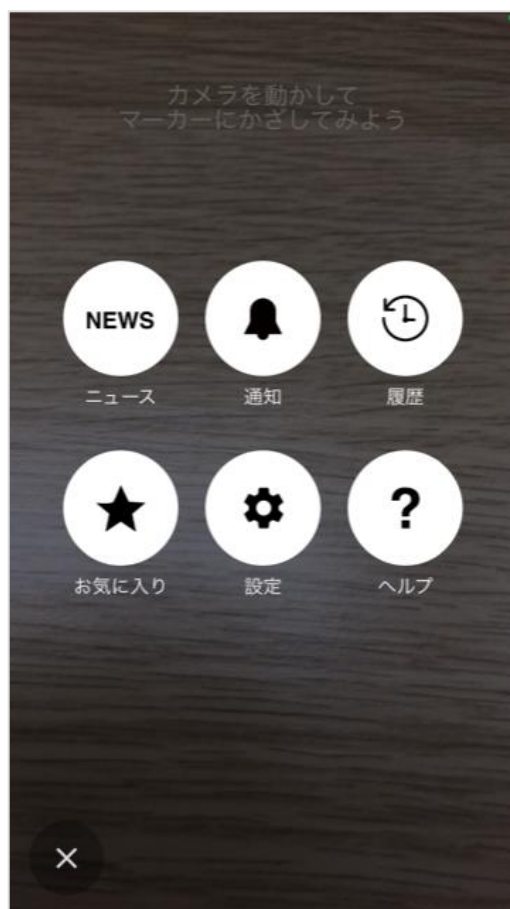 カメラを動かして
マーカーにかざしてみよう
NEWS
ニュース
通知
履歴
お気に入り
設定
?
ヘルプ